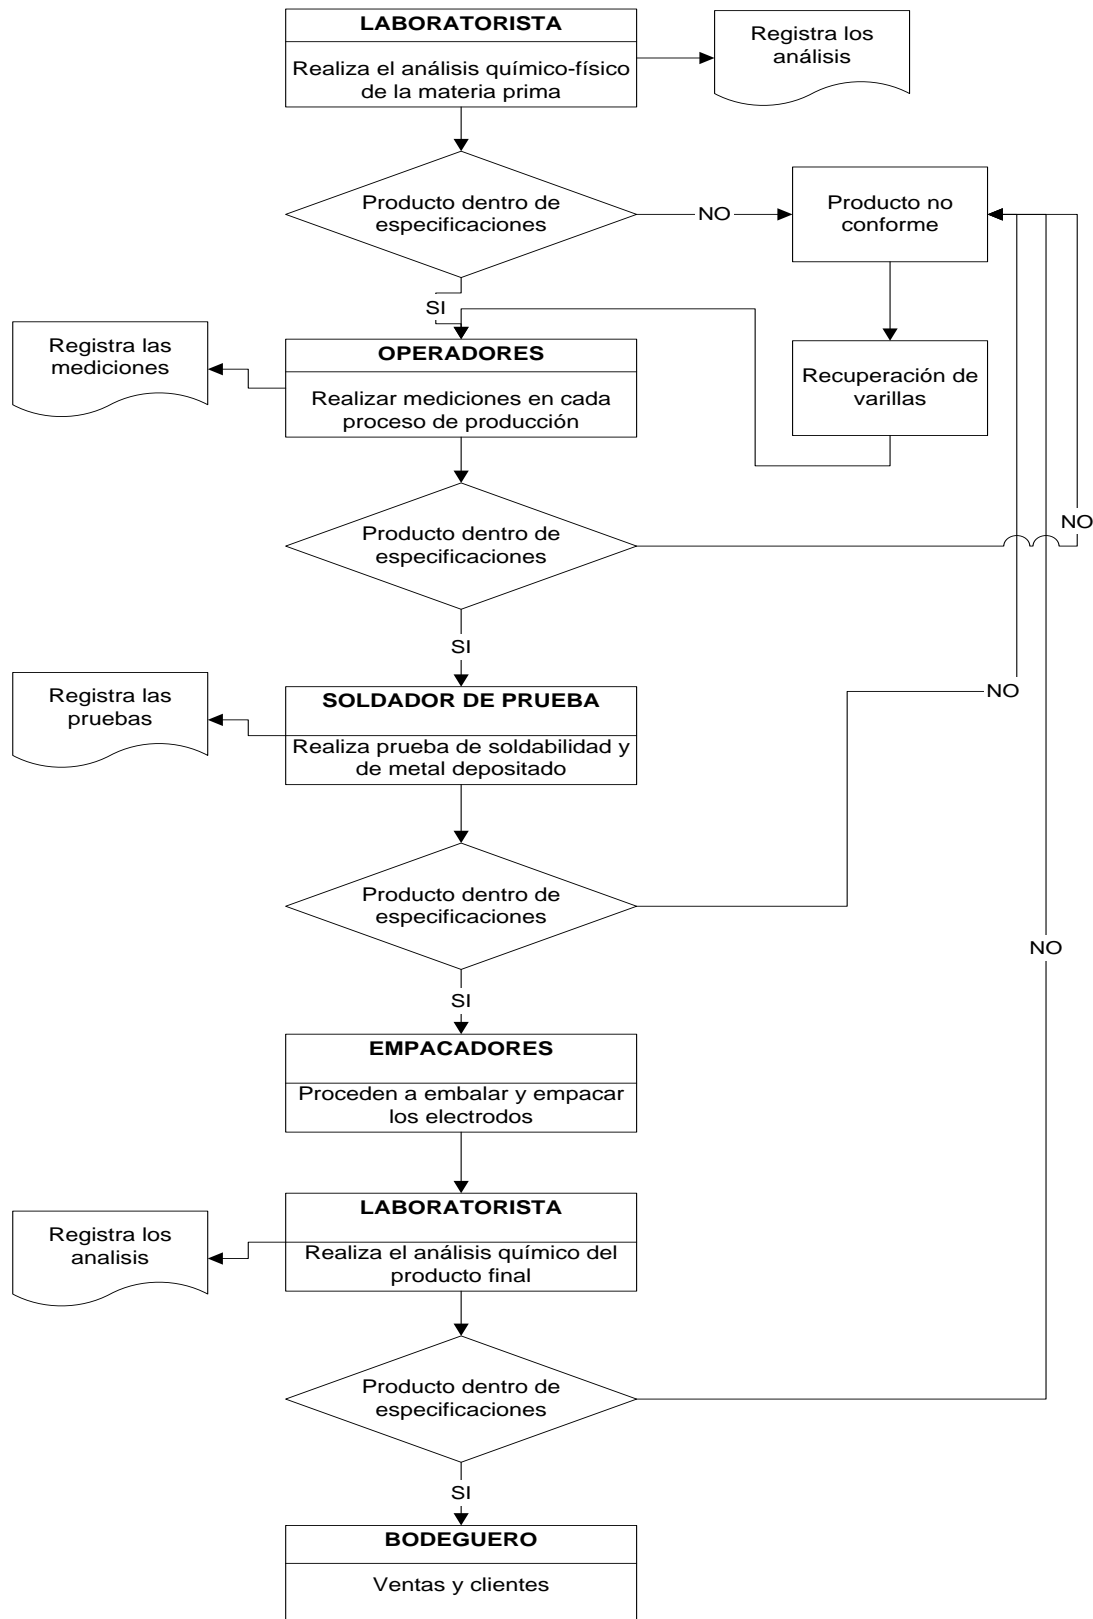 LABORATORISTA
Realiza el análisis químico-físico
de la materia prima
Registra los
análisis
Producto dentro de
especificaciones
NO
Producto no
conforme
SI
Registra las
mediciones
OPERADORES
Realizar mediciones en cada
proceso de producción
Recuperación de
varillas
Producto dentro de
especificaciones
NO
SI
Registra las
pruebas
SOLDADOR DE PRUEBA
Realiza prueba de soldabilidad y
de metal depositado
NO
Producto dentro de
especificaciones
NO
SI
EMPACADORES
Proceden a embalar y empacar
los electrodos
Registra los
analisis
LABORATORISTA
Realiza el análisis químico del
producto final
Producto dentro de
especificaciones
SI
BODEGUERO
Ventas y clientes